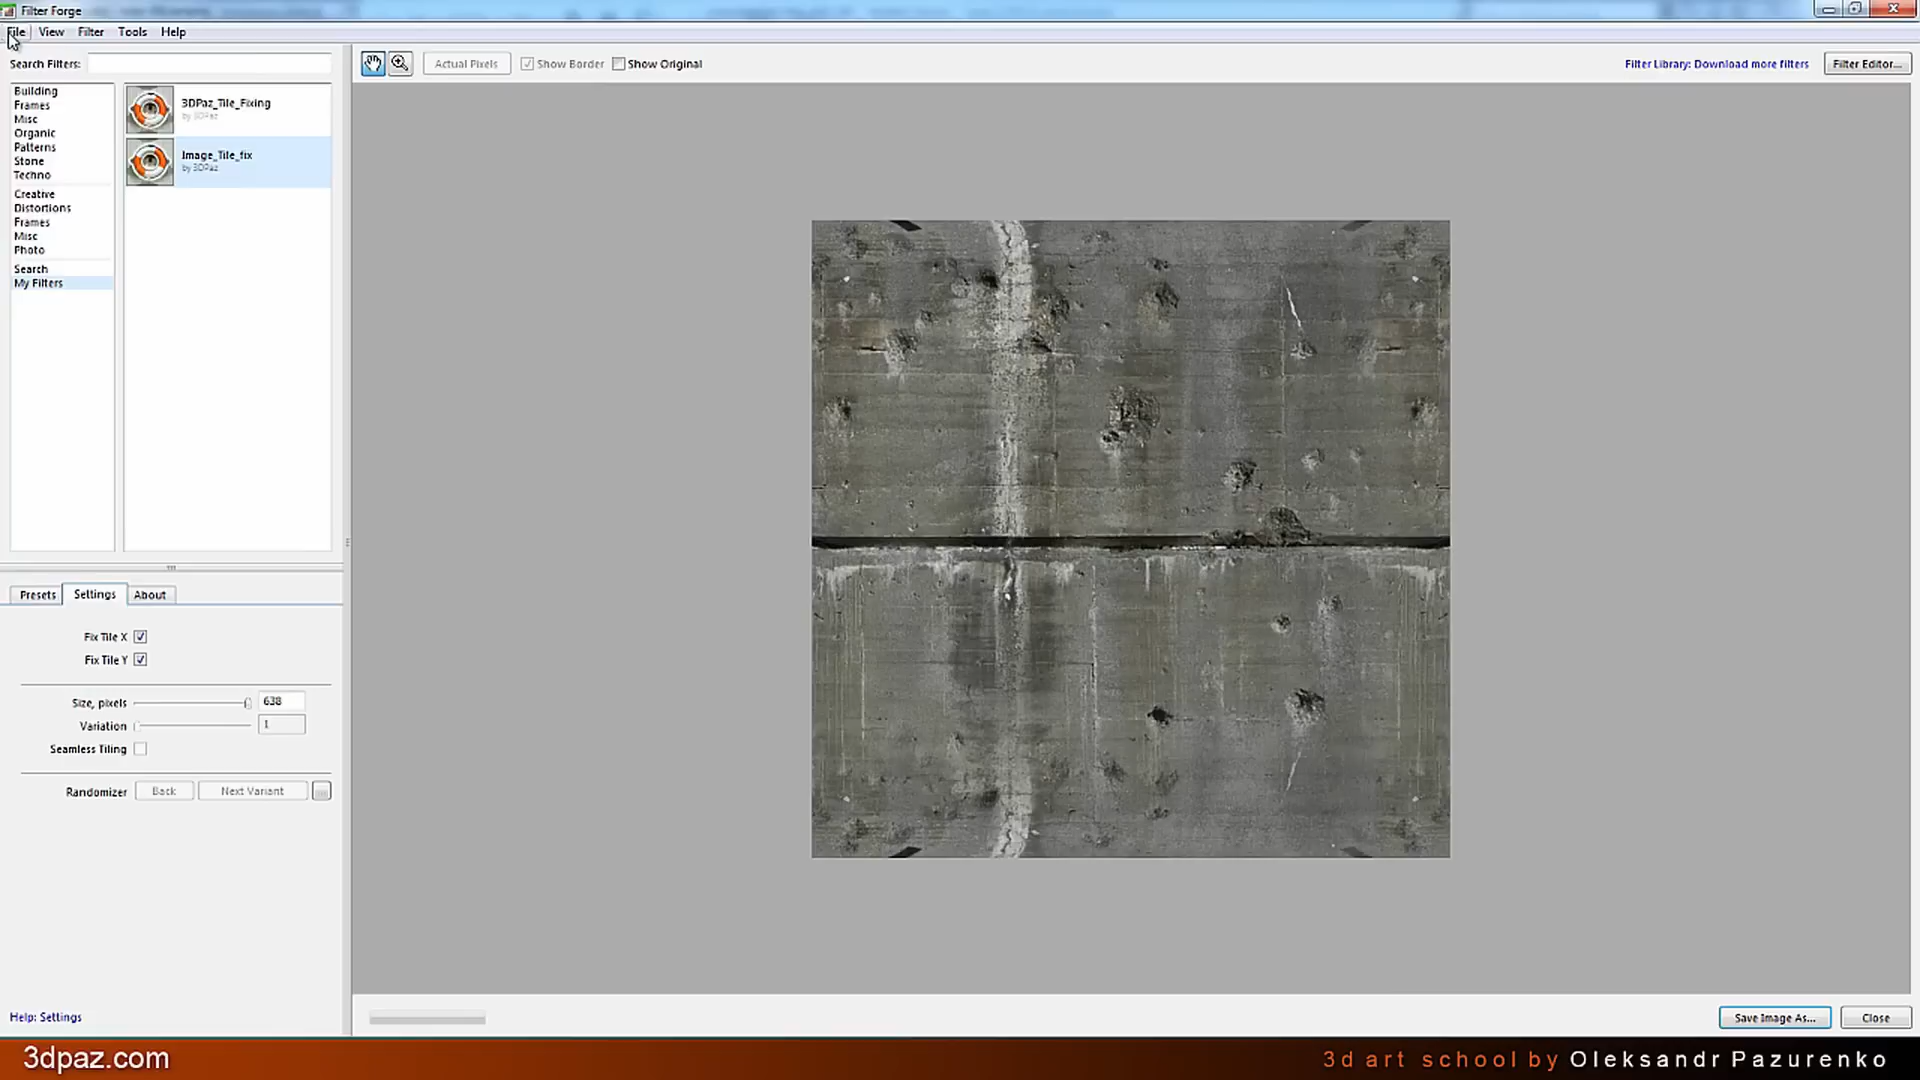 Filter Forge
File View Filter Tools Help
Search Filters:
Actual Pixels
Show Border
Show Original
Filter Library: Download more filters
Filter Editor...
Building
Frames
Misc
Organic
Patterns
Stone
Techno
Creative
Distortions
Frames
Misc
Photo
Search
My Filters
3DPaz_Tile_Fixing
by 3DPaz
Image_Tile_fix
by 3DPaz
Presets
Settings
About
Fix Tile X
Fix Tile Y
Size, pixels 638
Variation 1
Seamless Tiling
Randomizer Back Next Variant ...
Help: Settings
Save Image As...
Close
3dpaz.com
3d art school by Oleksandr Pazurenko